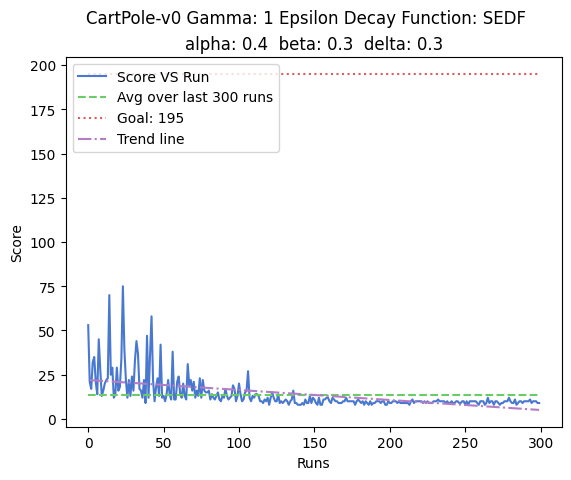 CartPole-v0 Gamma: 1 Epsilon Decay Function: SEDF
alpha: 0.4  beta: 0.3  delta: 0.3
200
175
150
125
100
75
50
25
0
Score
Score VS Run
Avg over last 300 runs
Goal: 195
Trend line
0
50
100
150
200
250
300
Runs